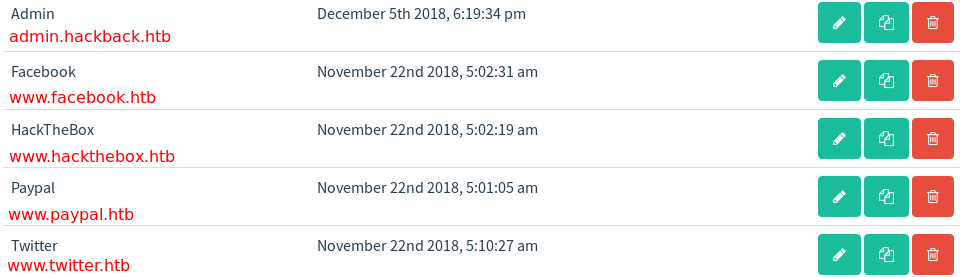 Admin December 5th 2018, 6:19:34 pm
admin.hackback.htb
Facebook November 22nd 2018, 5:02:31 am
www.facebook.htb
HackTheBox November 22nd 2018, 5:02:19 am
www.hackthebox.htb
Paypal November 22nd 2018, 5:01:05 am
www.paypal.htb
Twitter November 22nd 2018, 5:10:27 am
www.twitter.htb